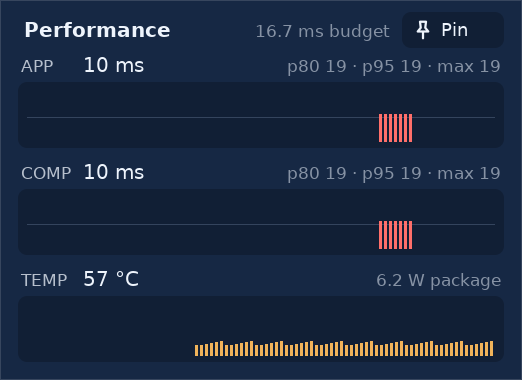 Performance 16.7 ms budget Pin
APP 10 ms p80 19 · p95 19 · max 19
COMP 10 ms p80 19 · p95 19 · max 19
TEMP 57 °C 6.2 W package